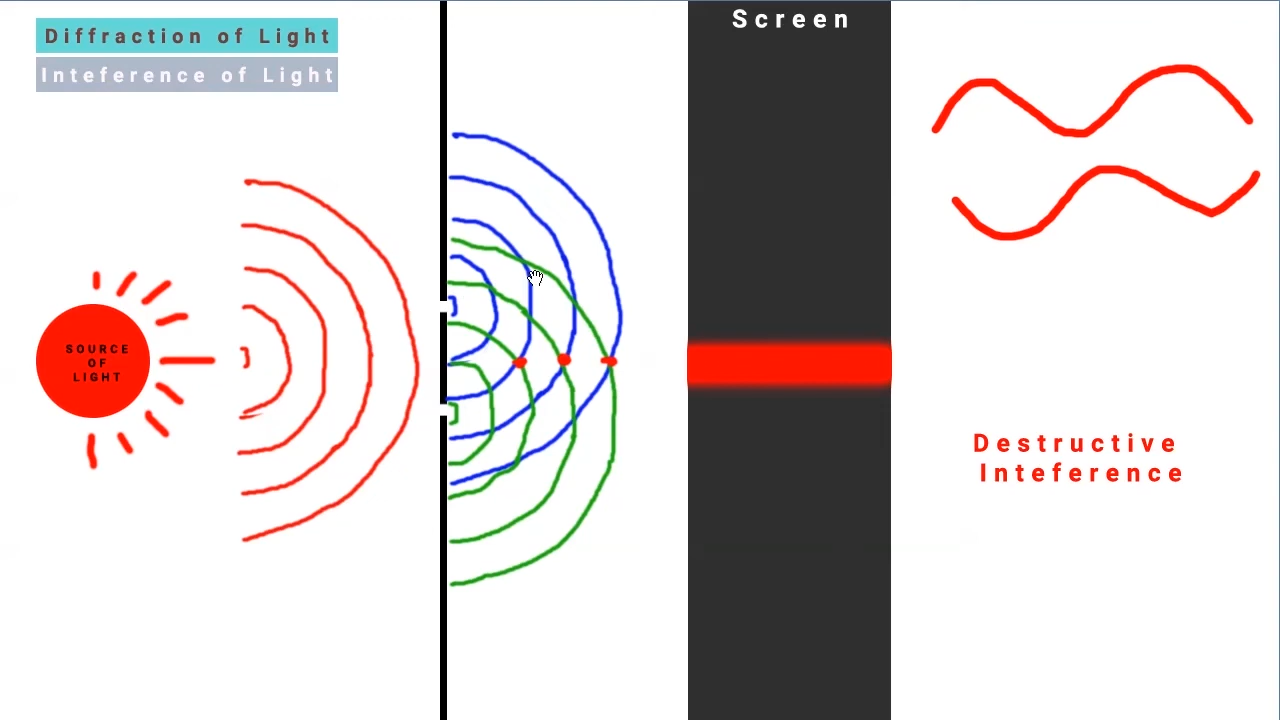 Diffraction of Light
Inteference of Light
Screen
SOURCE
OF
LIGHT
Destructive
Inteference